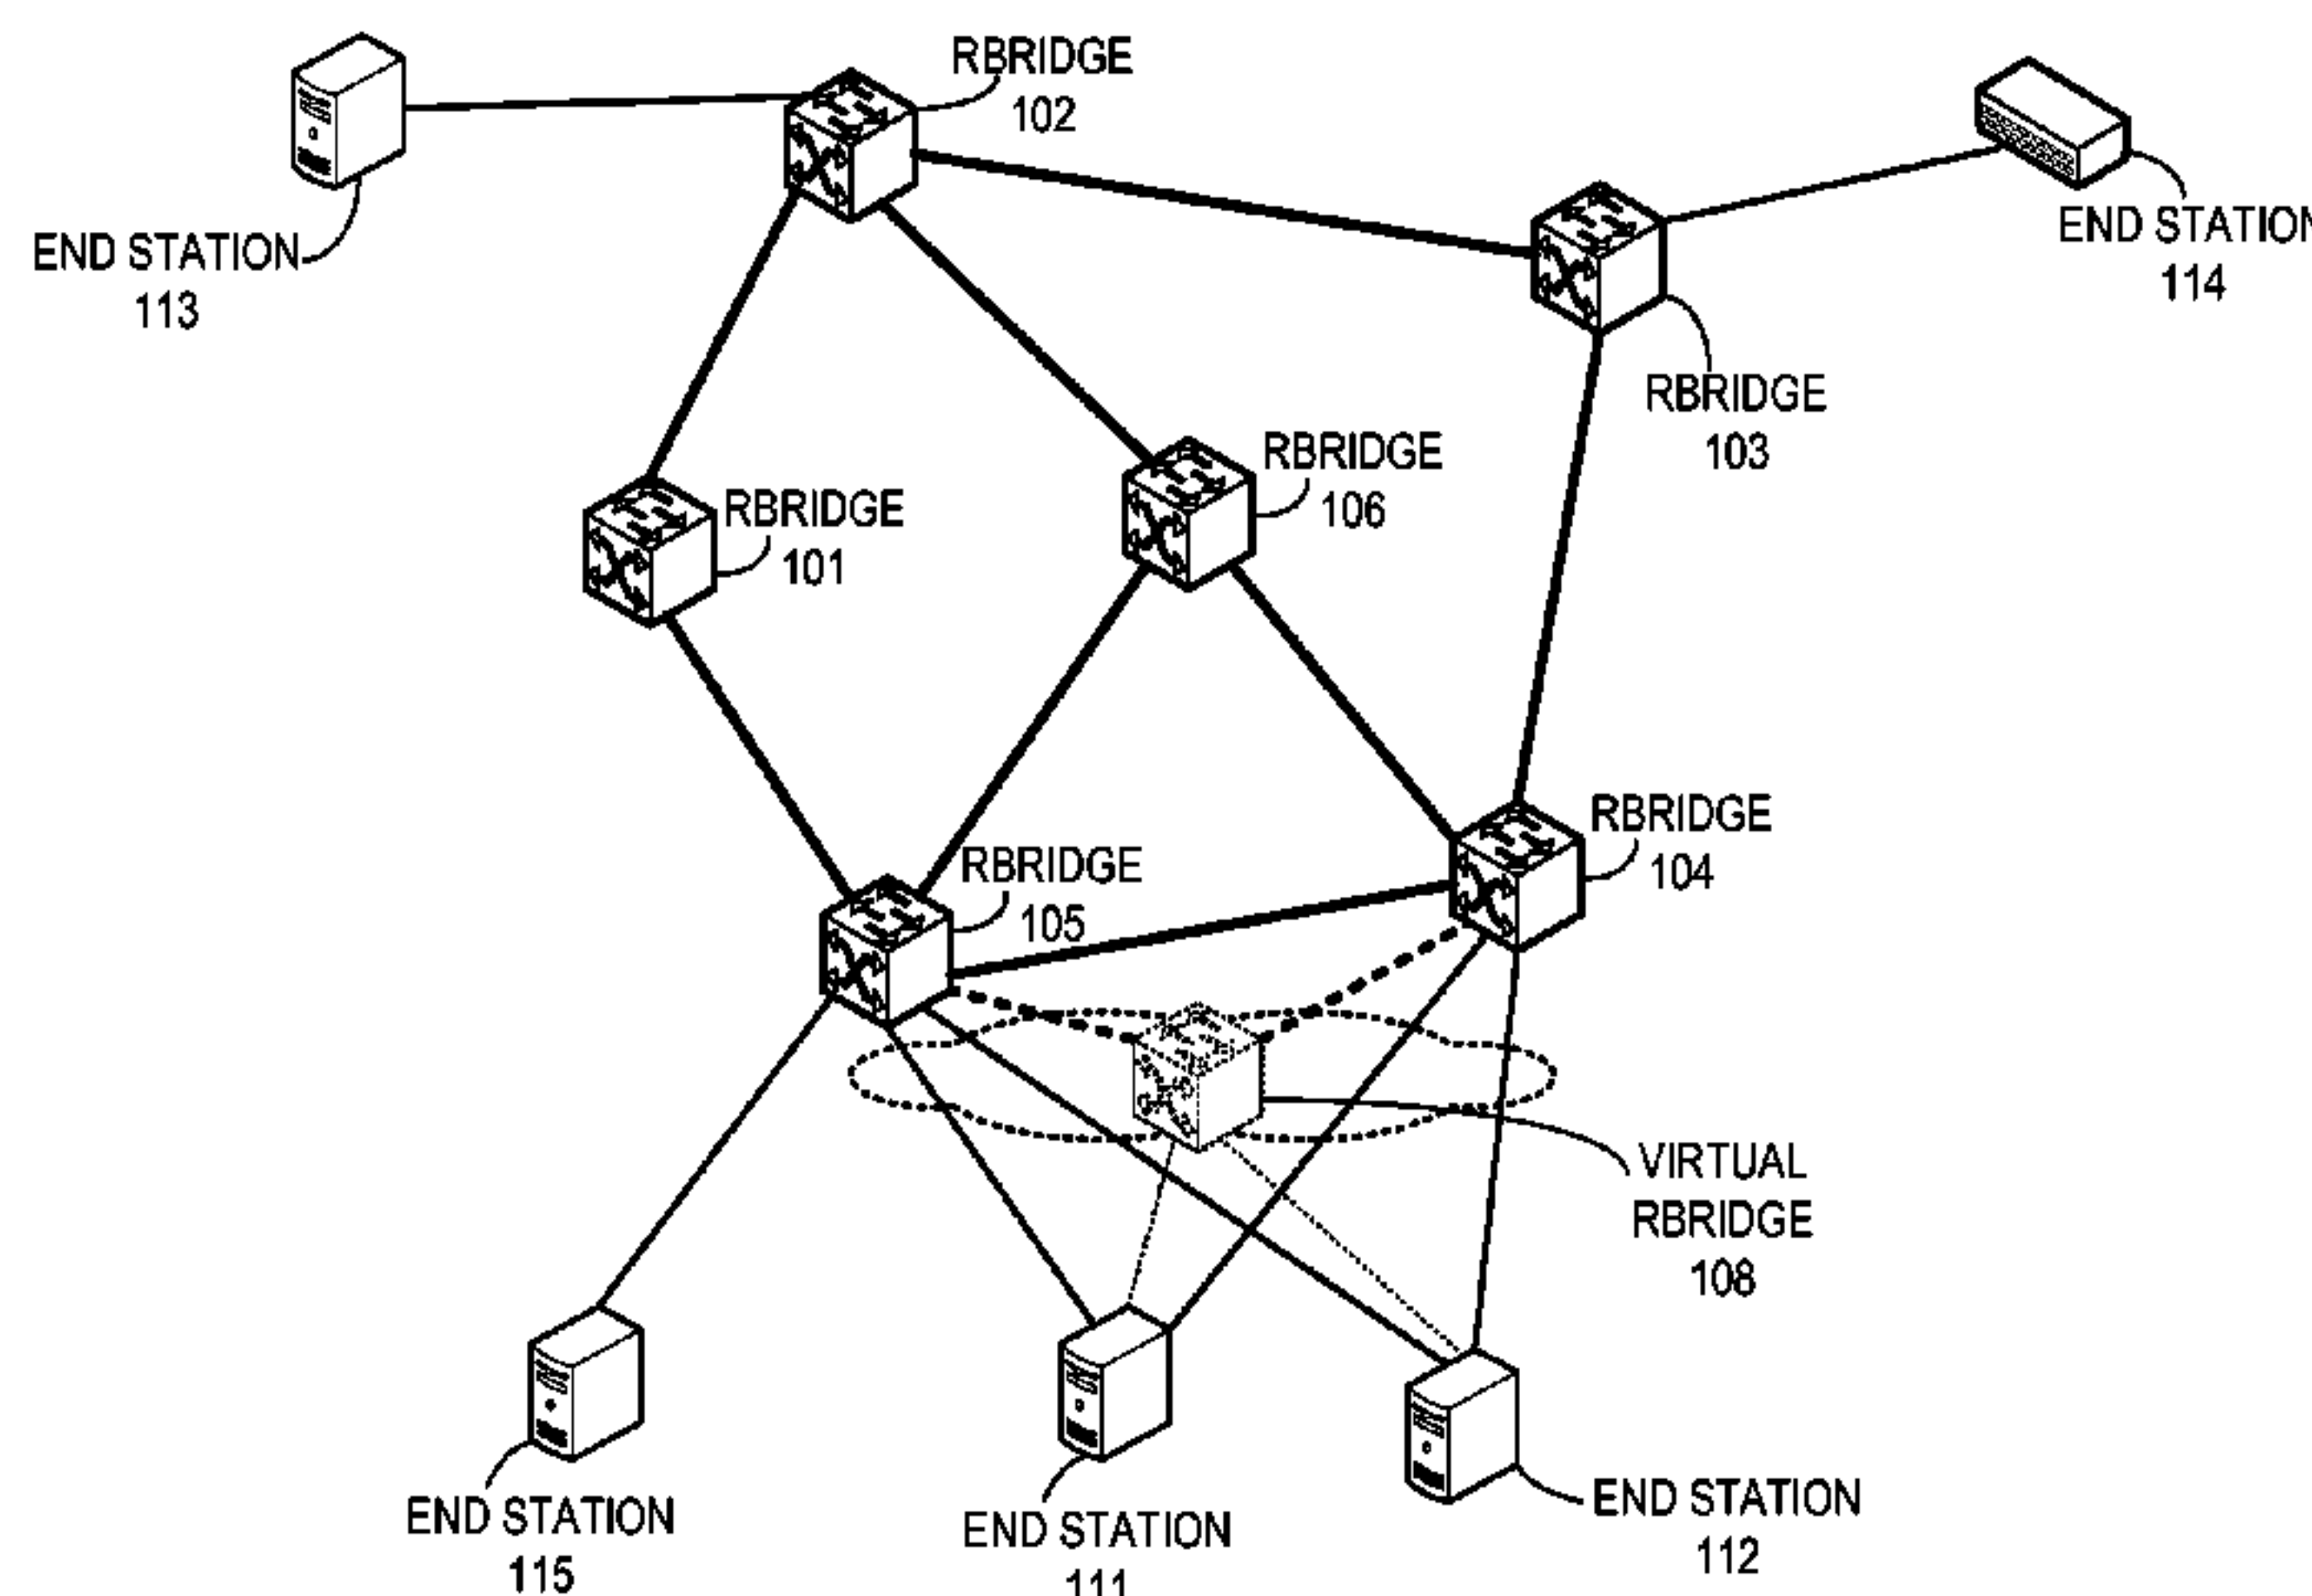 RBRIDGE
102
END STATION
113
END STATION
114
RBRIDGE
103
RBRIDGE
106
RBRIDGE
101
RBRIDGE
104
RBRIDGE
105
VIRTUAL
RBRIDGE
108
END STATION
115
END STATION
111
END STATION
112